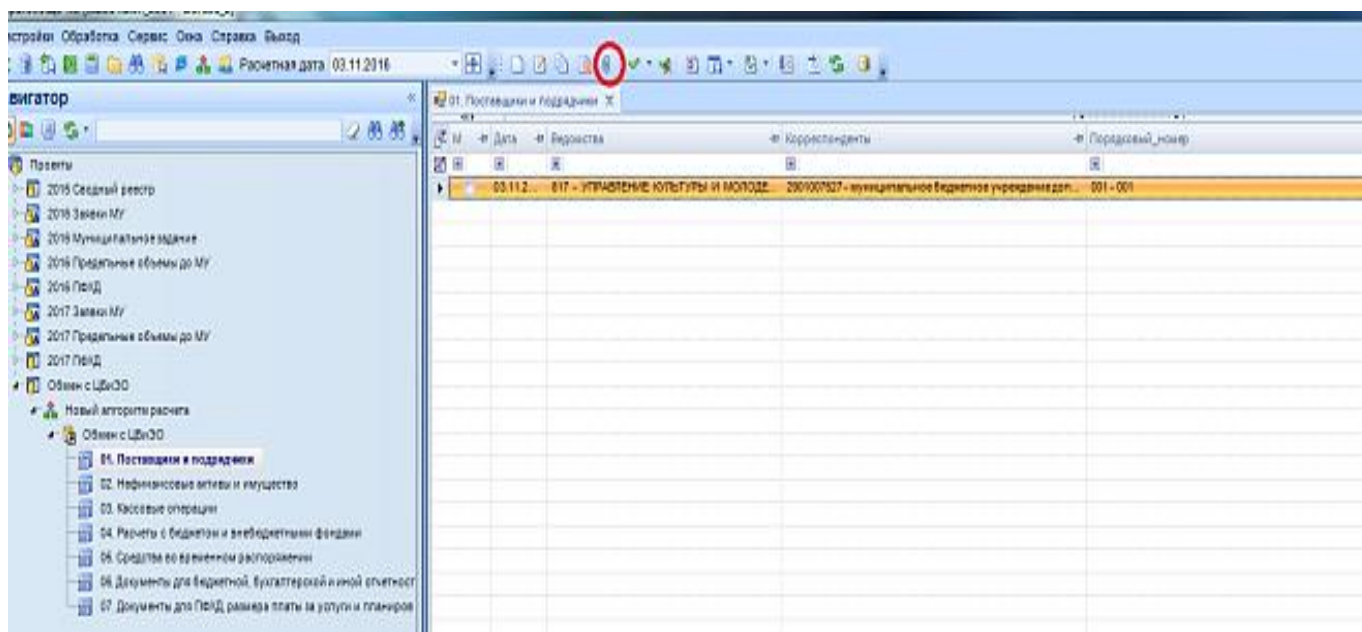 Обработка Сервис Окна Справка Выход
Расчетная дата 03.11.2016
вигатор
01. Поставщики и подрядчики
Дата Ведомства Корреспонденты Порядковый_номер
03.11.2... 817 - УПРАВЛЕНИЕ КУЛЬТУРЫ И МОЛОДЕ... муниципальное бюджетное учреждение доп... 001 - 001
Проекты
2016 Сводный реестр
2016 Заявки МУ
2016 Муниципальное задание
2016 Предельные объемы до МУ
2016 ПФХД
2017 Заявки МУ
2017 Предельные объемы до МУ
2017 ПФХД
Обмен с ЦБиЭО
Новый алгоритм расчета
Обмен с ЦБиЭО
01. Поставщики и подрядчики
02. Нефинансовые активы и имущество
03. Кассовые операции
04. Расчеты с бюджетом и внебюджетными фондами
05. Средства во временном распоряжении
06. Документы для бюджетной, бухгалтерской и иной отчетност
07. Документы для ПФХД, размера платы за услуги и планиров